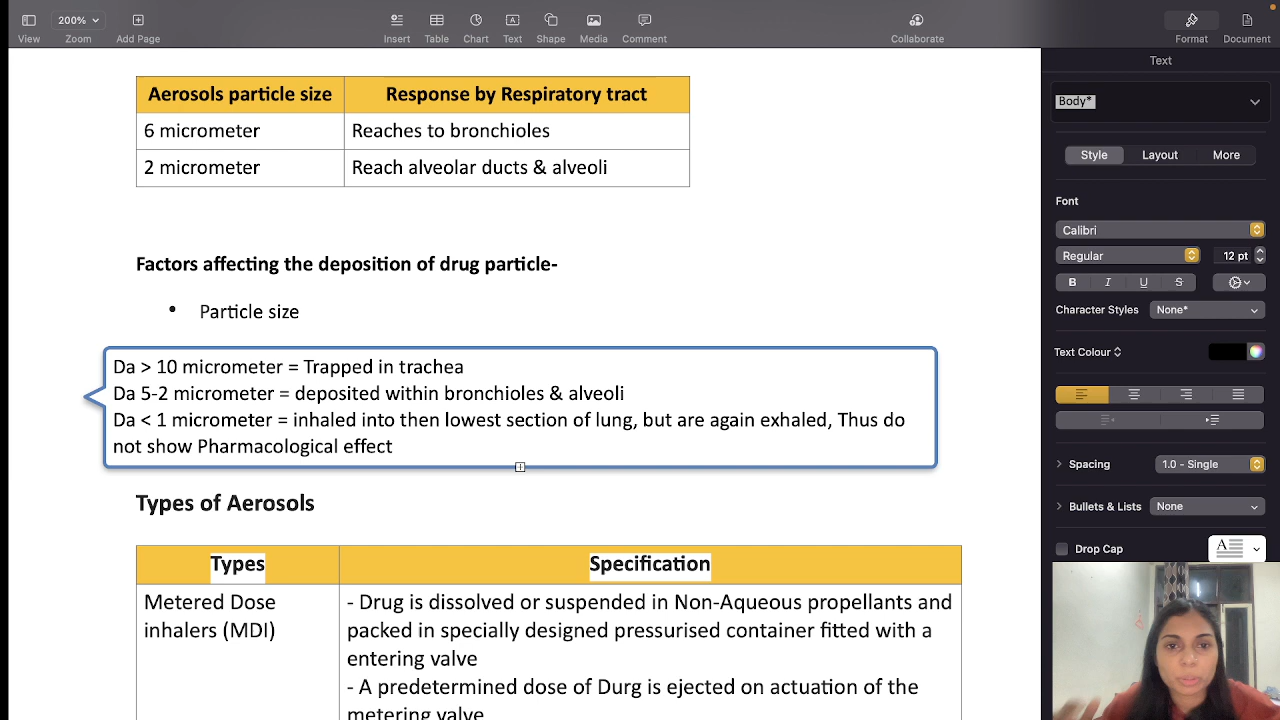 200%
View
Zoom
Add Page
Insert
Table
Chart
Text
Shape
Media
Comment
Collaborate
Format
Document
Aerosols particle size Response by Respiratory tract
6 micrometer Reaches to bronchioles
2 micrometer Reach alveolar ducts & alveoli
Factors affecting the deposition of drug particle-
• Particle size
Da > 10 micrometer = Trapped in trachea
Da 5-2 micrometer = deposited within bronchioles & alveoli
Da < 1 micrometer = inhaled into then lowest section of lung, but are again exhaled, Thus do
not show Pharmacological effect
Types of Aerosols
Types Specification
Metered Dose
inhalers (MDI)
- Drug is dissolved or suspended in Non-Aqueous propellants and
packed in specially designed pressurised container fitted with a
entering valve
- A predetermined dose of Durg is ejected on actuation of the
metering valve
Text
Body*
Style Layout More
Font
Calibri
Regular 12 pt
B I U S
Character Styles None*
Text Colour
Spacing 1.0 - Single
Bullets & Lists None
Drop Cap A